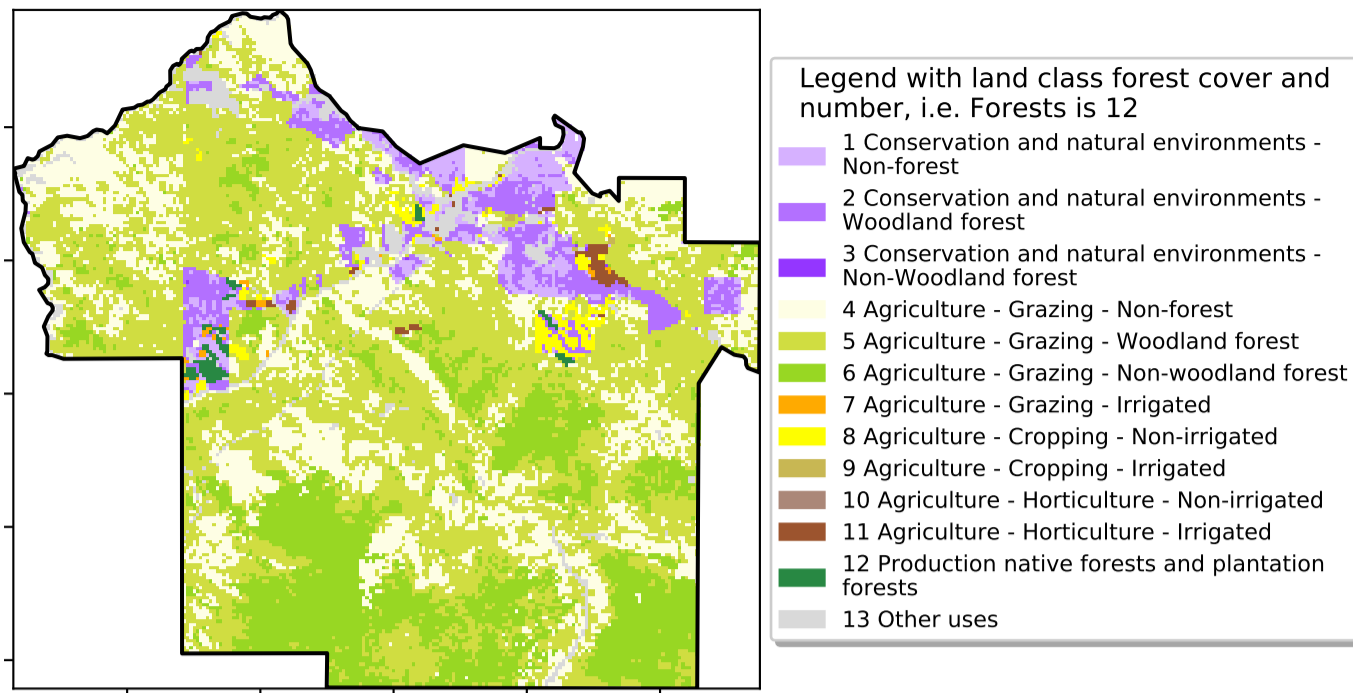 Legend with land class forest cover and
number, i.e. Forests is 12
1 Conservation and natural environments -
Non-forest
2 Conservation and natural environments -
Woodland forest
3 Conservation and natural environments -
Non-Woodland forest
4 Agriculture - Grazing - Non-forest
5 Agriculture - Grazing - Woodland forest
6 Agriculture - Grazing - Non-woodland forest
7 Agriculture - Grazing - Irrigated
8 Agriculture - Cropping - Non-irrigated
9 Agriculture - Cropping - Irrigated
10 Agriculture - Horticulture - Non-irrigated
11 Agriculture - Horticulture - Irrigated
12 Production native forests and plantation
forests
13 Other uses